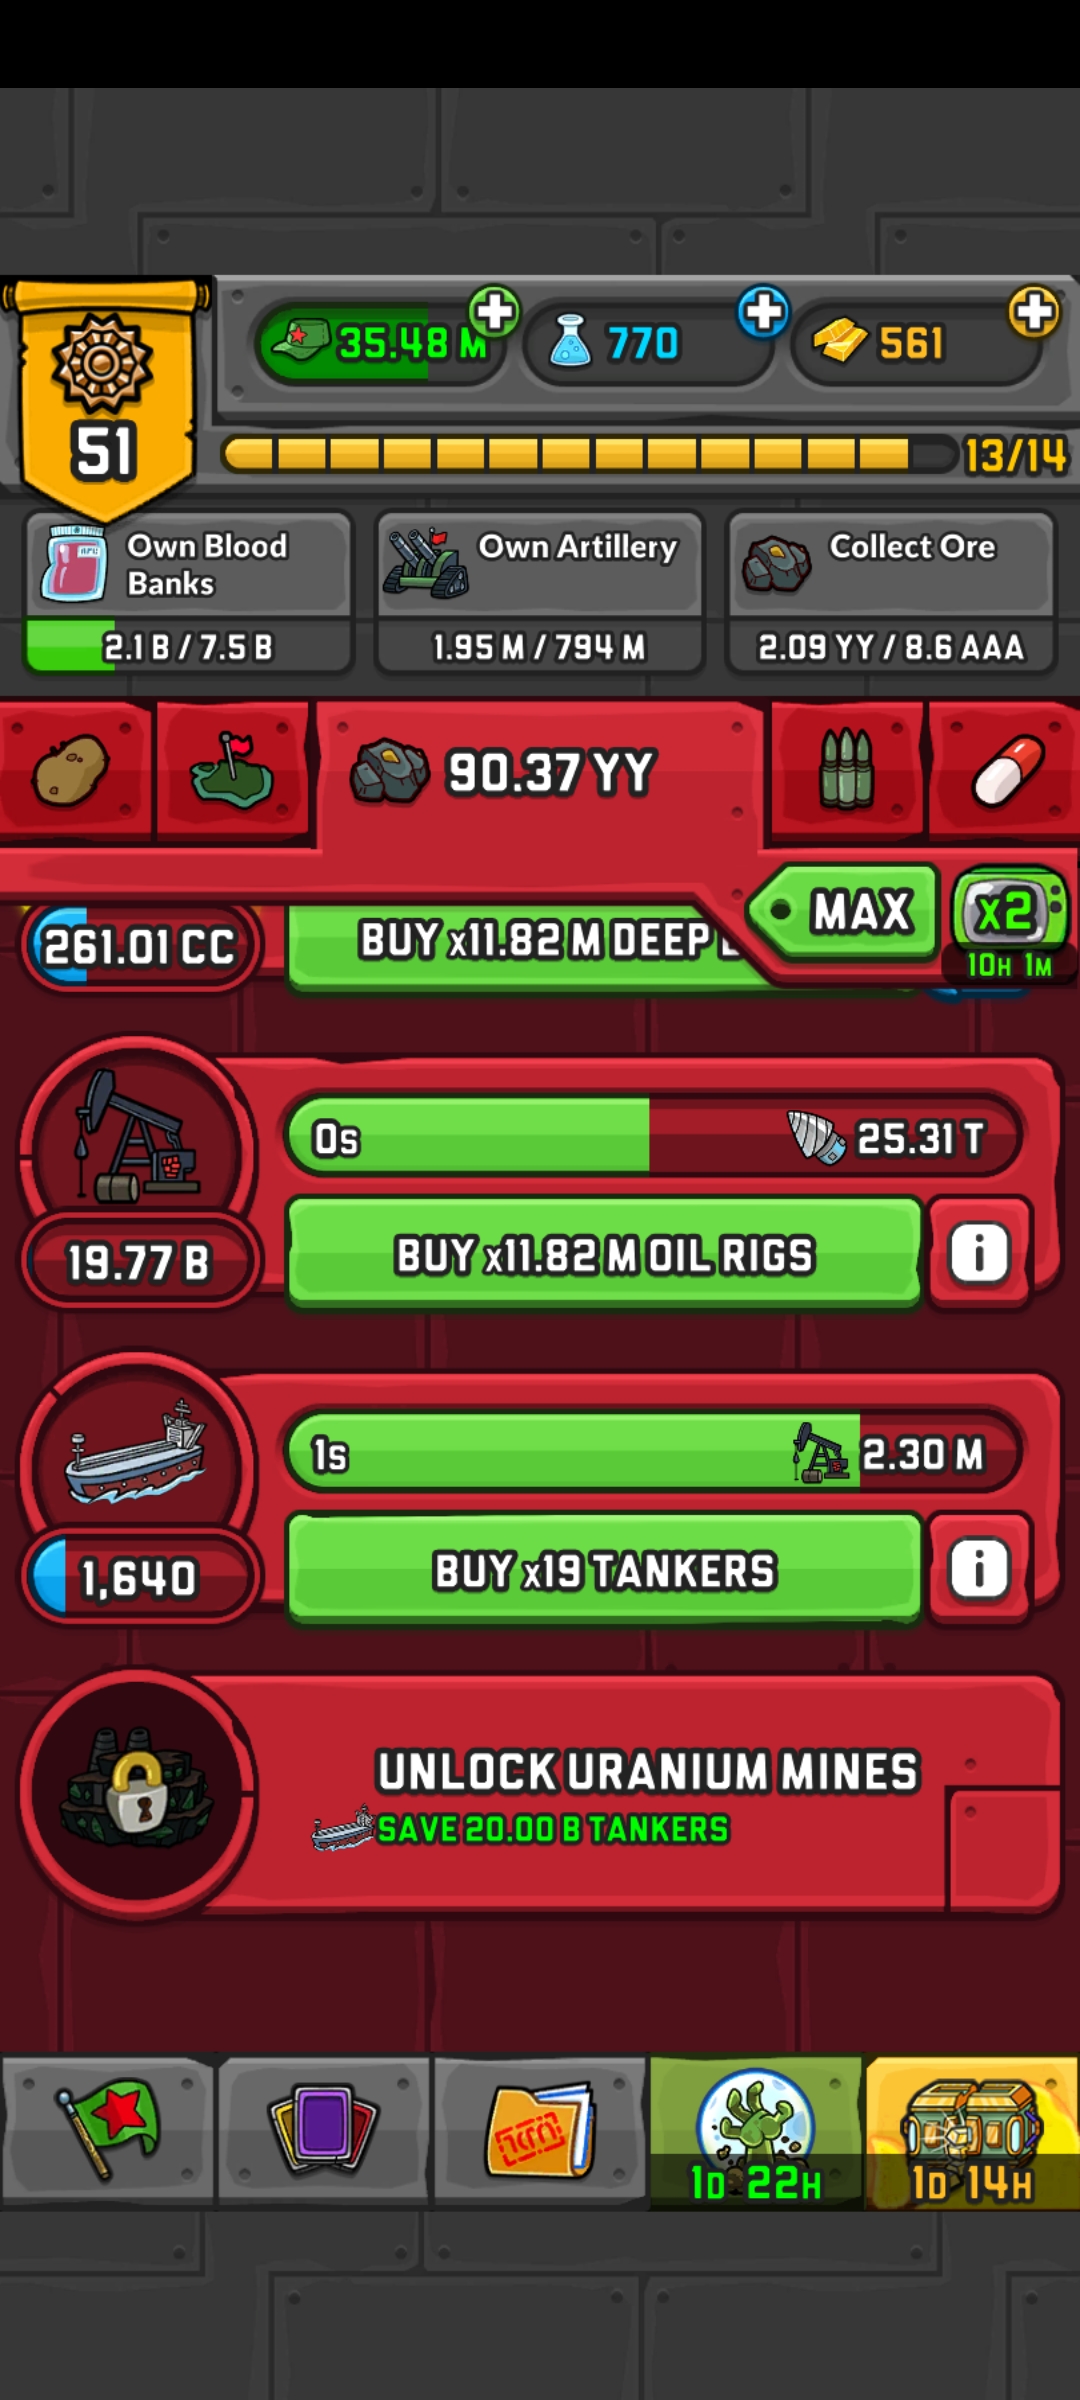 35.48 M
770
561
51
13/14
Own Blood
Banks
2.1 B / 7.5 B
Own Artillery
1.95 M / 794 M
Collect Ore
2.09 YY / 8.6 AAA
90.37 YY
MAX
x2
10H 1M
261.01 CC
BUY x11.82 M DEEP
0s
25.31 T
19.77 B
BUY x11.82 M OIL RIGS
i
1s
2.30 M
1,640
BUY x19 TANKERS
i
UNLOCK URANIUM MINES
SAVE 20.00 B TANKERS
1D 22H
1D 14H